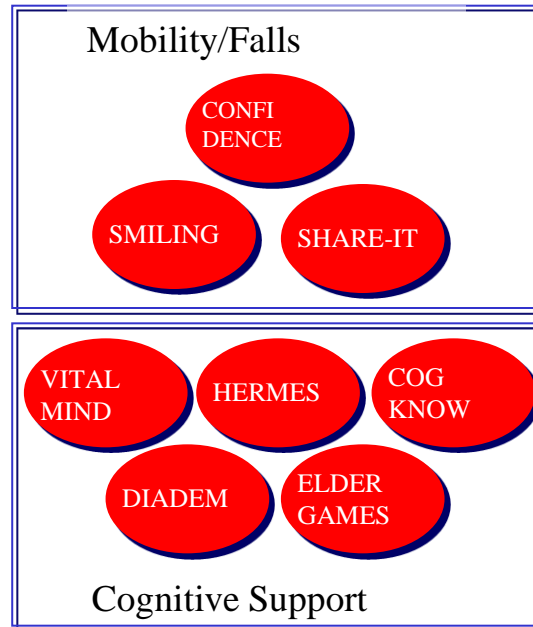 Mobility/Falls
CONFI
DENCE
SMILING
SHARE-IT
VITAL
MIND
HERMES
COG
KNOW
DIADEM
ELDER
GAMES
Cognitive Support